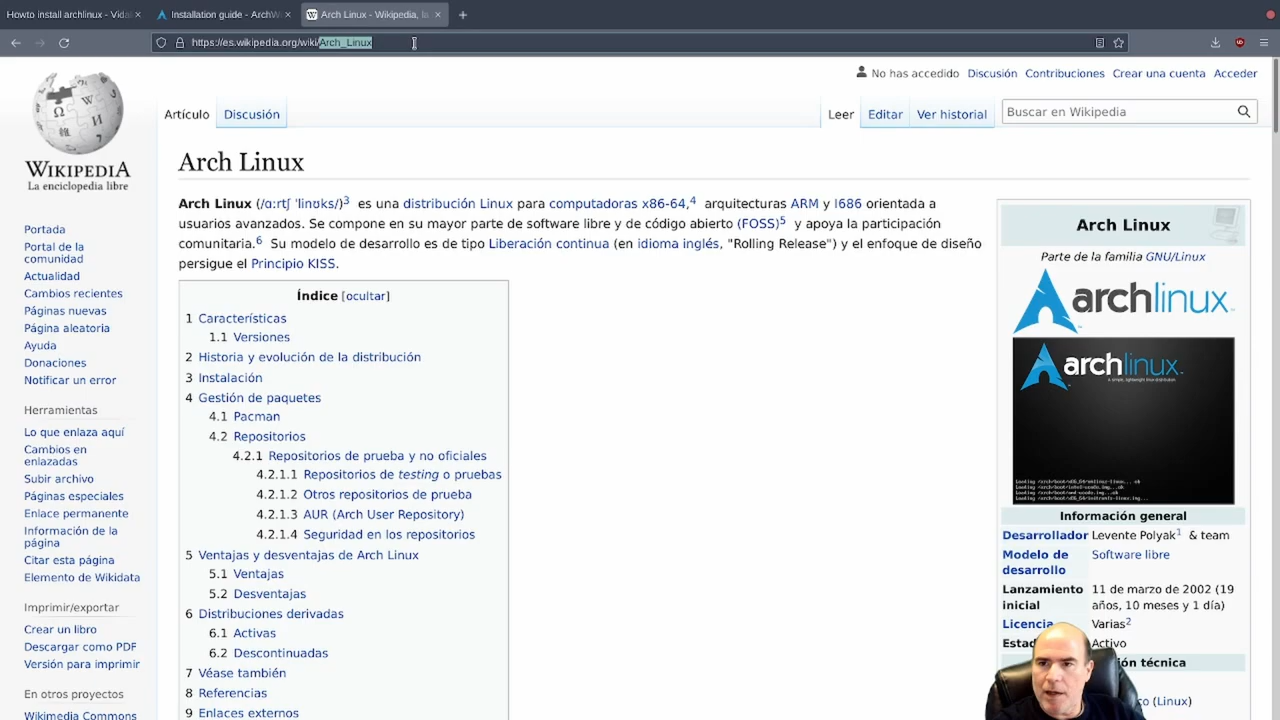 Howto install archlinux - Vida
Installation guide - ArchW
Arch Linux - Wikipedia, la
https://es.wikipedia.org/wiki/Arch_Linux
No has accedido Discusión Contribuciones Crear una cuenta Acceder
Artículo Discusión Leer Editar Ver historial Buscar en Wikipedia
WIKIPEDIA
La enciclopedia libre
Portada
Portal de la
comunidad
Actualidad
Cambios recientes
Páginas nuevas
Página aleatoria
Ayuda
Donaciones
Notificar un error
Herramientas
Lo que enlaza aquí
Cambios en
enlazadas
Subir archivo
Páginas especiales
Enlace permanente
Información de la
página
Citar esta página
Elemento de Wikidata
Imprimir/exportar
Crear un libro
Descargar como PDF
Versión para imprimir
En otros proyectos
Wikimedia Commons
Arch Linux
Arch Linux (/ɑːrtʃ ˈlinʊks/)3 es una distribución Linux para computadoras x86-64,4 arquitecturas ARM y I686 orientada a
usuarios avanzados. Se compone en su mayor parte de software libre y de código abierto (FOSS)5 y apoya la participación
comunitaria.6 Su modelo de desarrollo es de tipo Liberación continua (en idioma inglés, "Rolling Release") y el enfoque de diseño
persigue el Principio KISS.
Índice [ocultar]
1 Características
1.1 Versiones
2 Historia y evolución de la distribución
3 Instalación
4 Gestión de paquetes
4.1 Pacman
4.2 Repositorios
4.2.1 Repositorios de prueba y no oficiales
4.2.1.1 Repositorios de testing o pruebas
4.2.1.2 Otros repositorios de prueba
4.2.1.3 AUR (Arch User Repository)
4.2.1.4 Seguridad en los repositorios
5 Ventajas y desventajas de Arch Linux
5.1 Ventajas
5.2 Desventajas
6 Distribuciones derivadas
6.1 Activas
6.2 Descontinuadas
7 Véase también
8 Referencias
9 Enlaces externos
Arch Linux
Parte de la familia GNU/Linux
archlinux
archlinux
A simple, lightweight linux distribution.
Información general
Desarrollador Levente Polyak1 & team
Modelo de Software libre
desarrollo
Lanzamiento 11 de marzo de 2002 (19
inicial años, 10 meses y 1 día)
Licencia Varias2
Activo
técnica
(Linux)